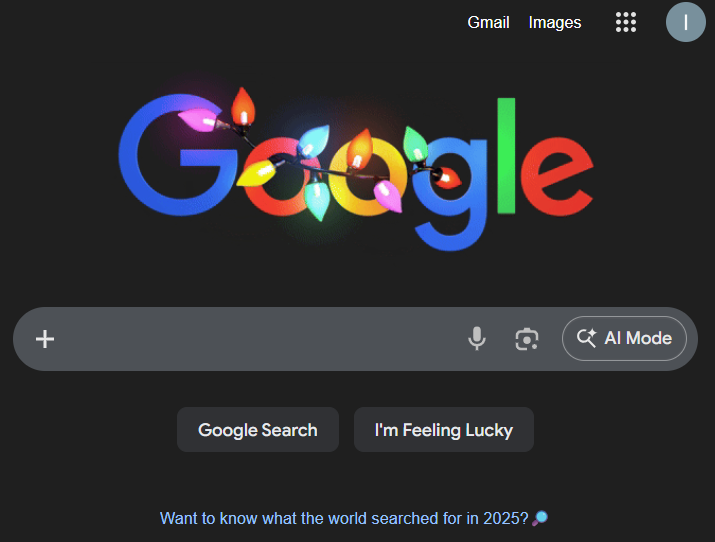 Gmail Images
I
Google
AI Mode
Google Search I'm Feeling Lucky
Want to know what the world searched for in 2025?